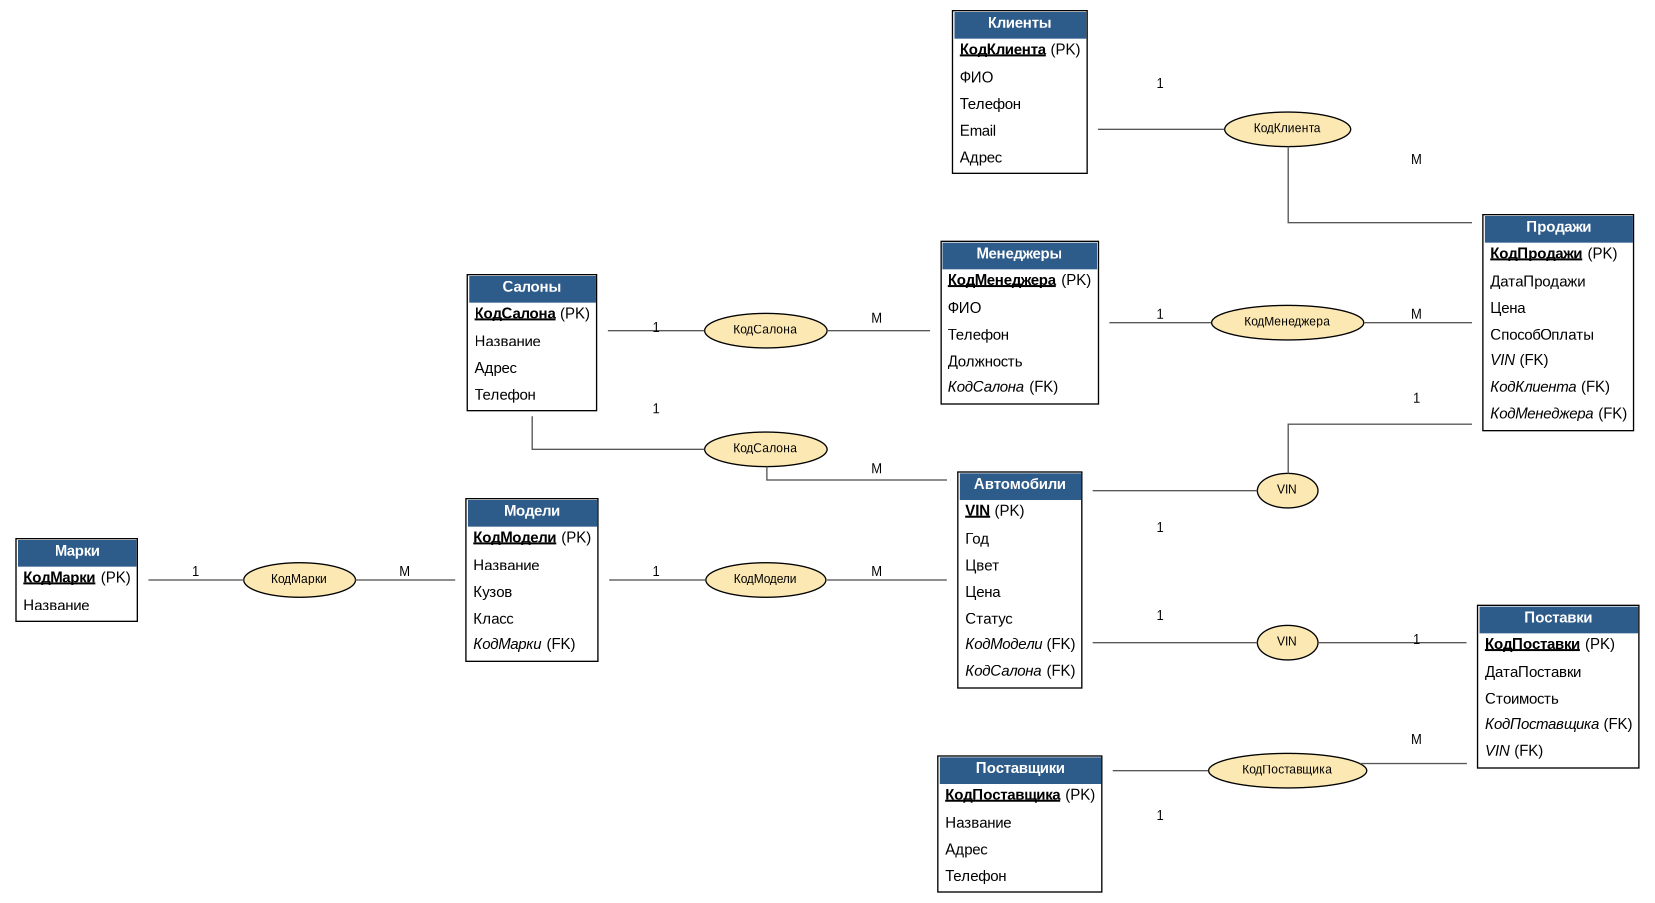 Клиенты
КодКлиента (PK)
ФИО
Телефон
Email
Адрес
1
КодКлиента
М
Продажи
КодПродажи (PK)
ДатаПродажи
Цена
СпособОплаты
VIN (FK)
КодКлиента (FK)
КодМенеджера (FK)
Менеджеры
КодМенеджера (PK)
ФИО
Телефон
Должность
КодСалона (FK)
1
КодМенеджера
М
Салоны
КодСалона (PK)
Название
Адрес
Телефон
1
КодСалона
М
1
КодСалона
М
Автомобили
VIN (PK)
Год
Цвет
Цена
Статус
КодМодели (FK)
КодСалона (FK)
1
VIN
1
Модели
КодМодели (PK)
Название
Кузов
Класс
КодМарки (FK)
1
КодМодели
М
Марки
КодМарки (PK)
Название
1
КодМарки
М
1
VIN
1
Поставки
КодПоставки (PK)
ДатаПоставки
Стоимость
КодПоставщика (FK)
VIN (FK)
Поставщики
КодПоставщика (PK)
Название
Адрес
Телефон
1
КодПоставщика
М